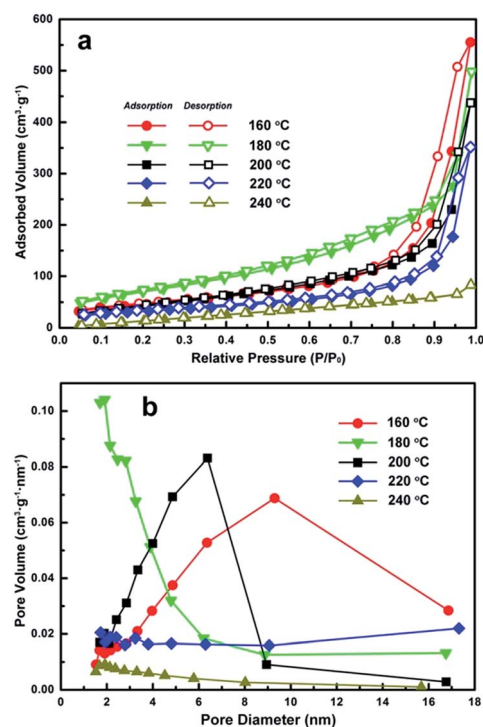 a
600
500
400
300
200
100
0
Adsorbed Volume (cm³·g⁻¹)
Adsorption Desorption
160 °C
180 °C
200 °C
220 °C
240 °C
0.0 0.1 0.2 0.3 0.4 0.5 0.6 0.7 0.8 0.9 1.0
Relative Pressure (P/P₀)
b
0.10
0.08
0.06
0.04
0.02
0.00
Pore Volume (cm³·g⁻¹·nm⁻¹)
160 °C
180 °C
200 °C
220 °C
240 °C
0 2 4 6 8 10 12 14 16 18
Pore Diameter (nm)